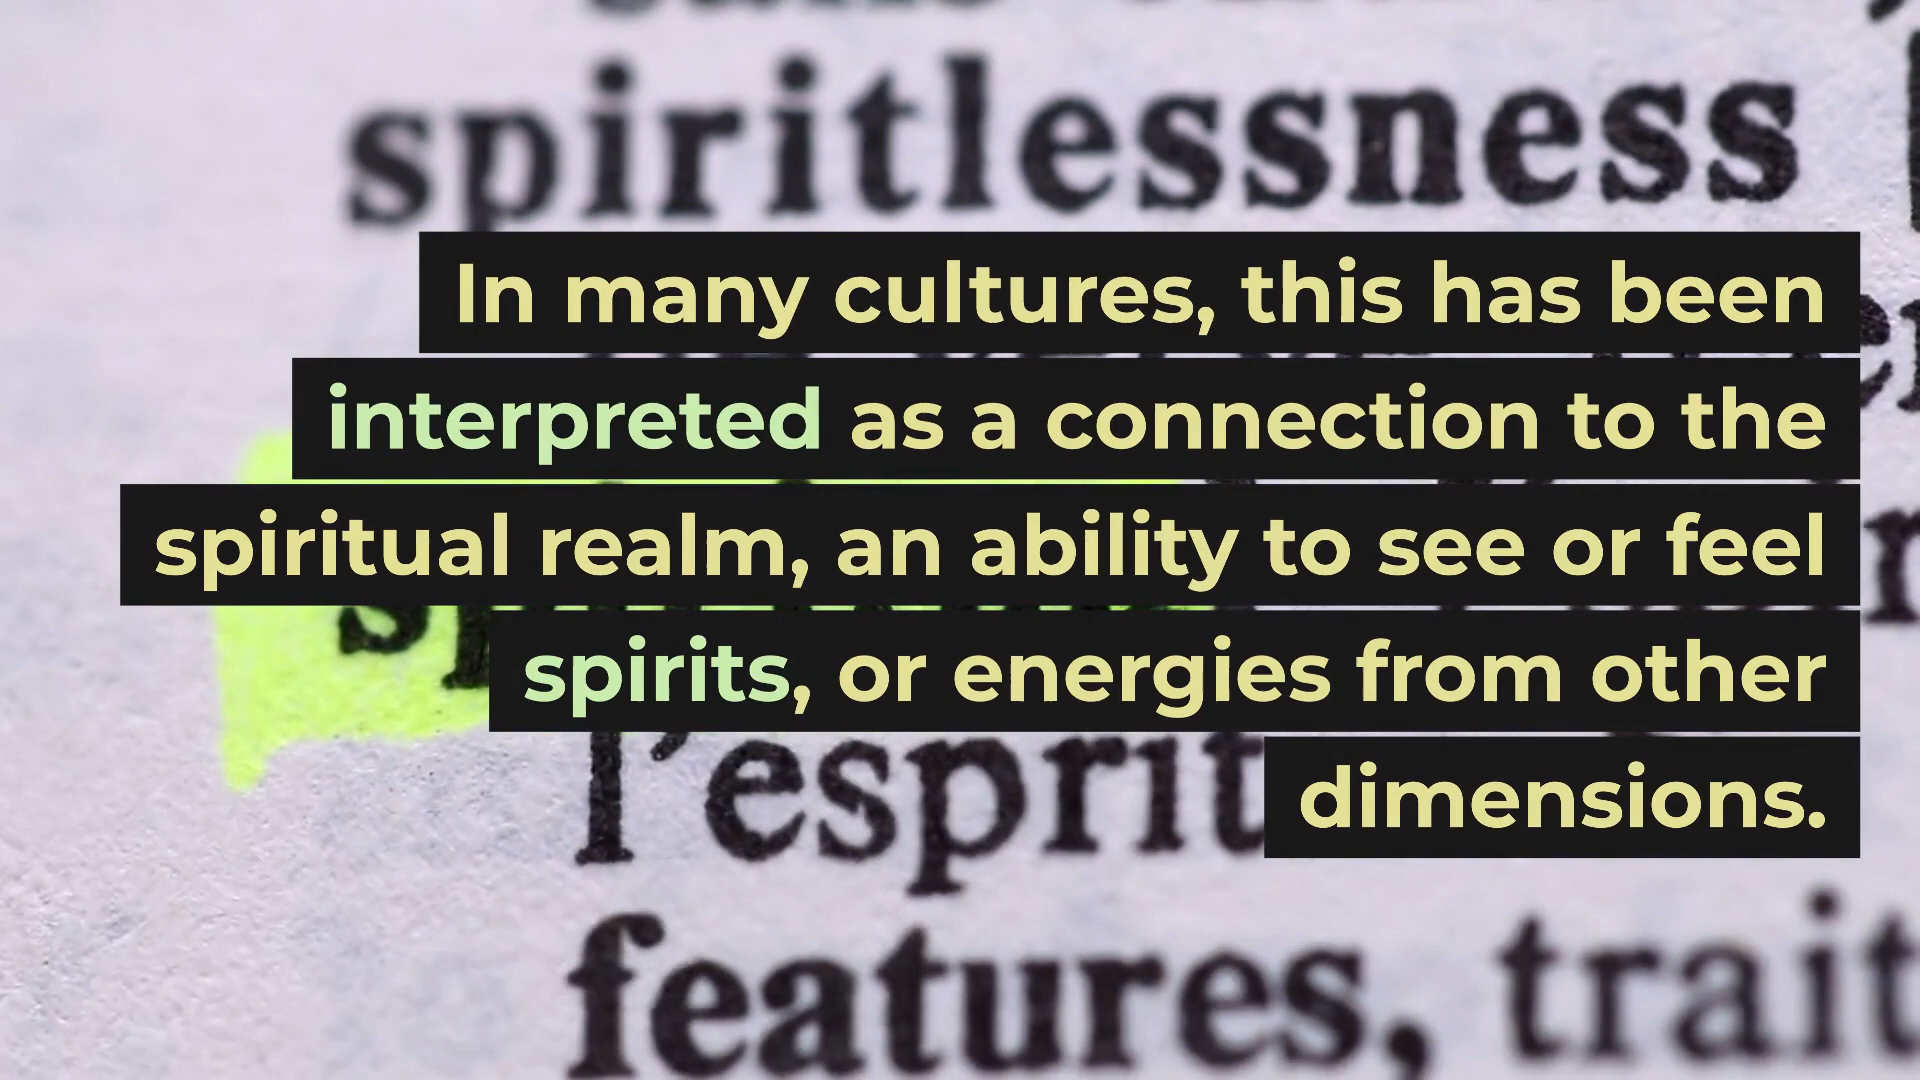 spiritlessness
In many cultures, this has been
interpreted as a connection to the
spiritual realm, an ability to see or feel
spirits, or energies from other
dimensions.
l'esprit
features, trait